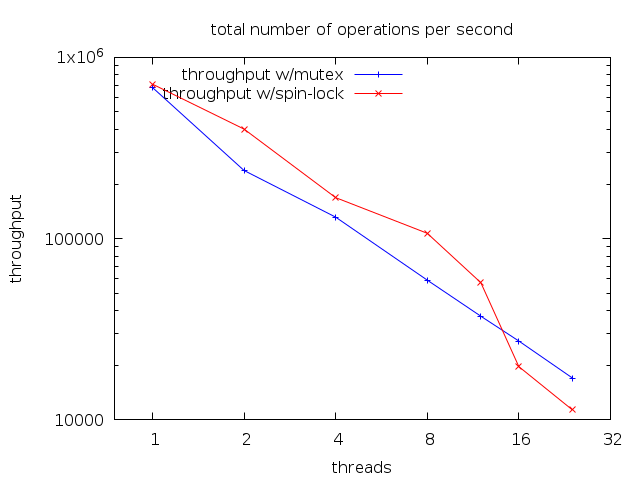 total number of operations per second
1x10^6
throughput w/mutex
throughput w/spin-lock
throughput
100000
10000
1 2 4 8 16 32
threads